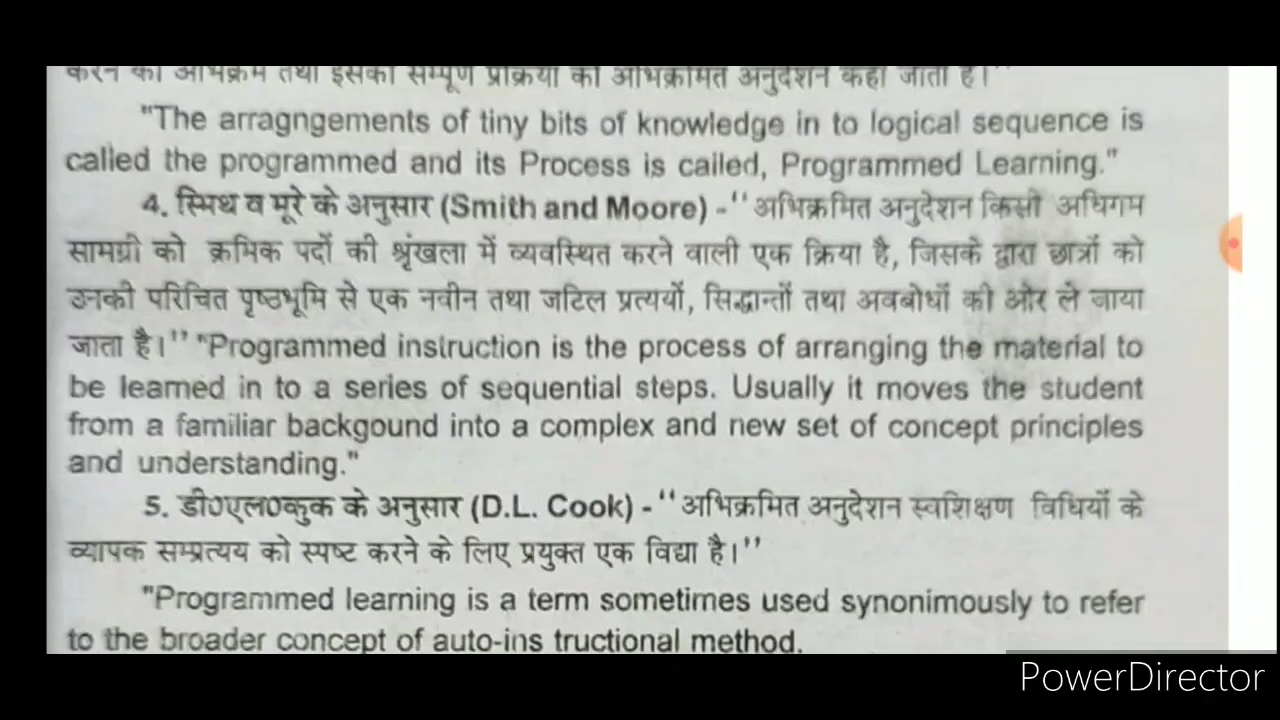 करने को अभिक्रम तथा इसकी सम्पूर्ण प्रक्रिया को अभिक्रमित अनुदेशन कहा जाता है।"
"The arragngements of tiny bits of knowledge in to logical sequence is
called the programmed and its Process is called, Programmed Learning."
4. स्मिथ व मूरे के अनुसार (Smith and Moore) -"अभिक्रमित अनुदेशन किसी अधिगम
सामग्री को क्रमिक पदों की श्रृंखला में व्यवस्थित करने वाली एक क्रिया है, जिसके द्वारा छात्रों को
उनकी परिचित पृष्ठभूमि से एक नवीन तथा जटिल प्रत्ययों, सिद्धान्तों तथा अवबोधों की ओर ले जाया
जाता है।" "Programmed instruction is the process of arranging the material to
be learned in to a series of sequential steps. Usually it moves the student
from a familiar backgound into a complex and new set of concept principles
and understanding."
5. डी0एल0कुक के अनुसार (D.L. Cook) -"अभिक्रमित अनुदेशन स्वशिक्षण विधियों के
व्यापक सम्प्रत्यय को स्पष्ट करने के लिए प्रयुक्त एक विद्या है।"
"Programmed learning is a term sometimes used synonimously to refer
to the broader concept of auto-ins tructional method.
PowerDirector